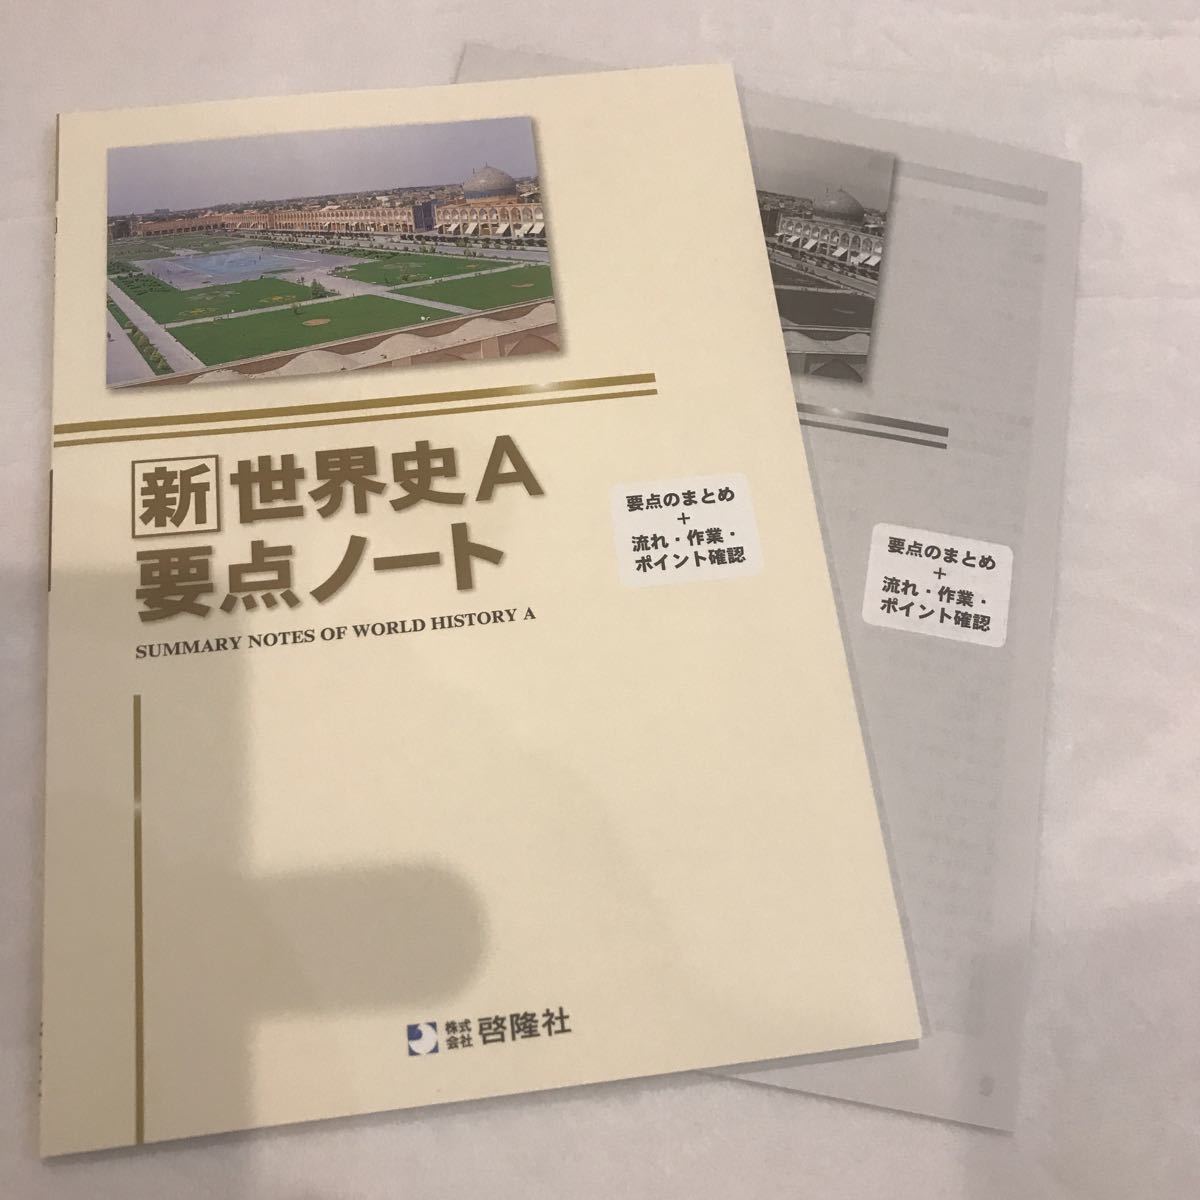 新 世界史A
要点ノート
SUMMARY NOTES OF WORLD HISTORY A
要点のまとめ
+
流れ・作業・
ポイント確認
株式
会社 啓隆社
要点のまとめ
+
流れ・作業・
ポイント確認